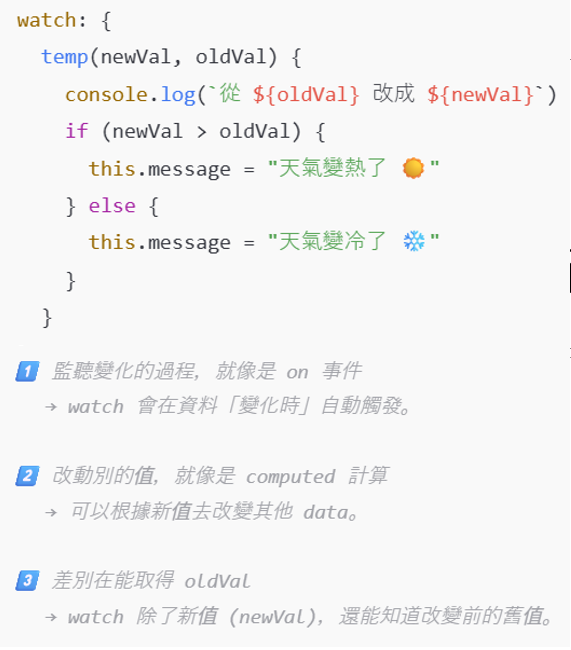 watch: {
temp(newVal, oldVal) {
console.log(`從 ${oldVal} 改成 ${newVal}`)
if (newVal > oldVal) {
this.message = "天氣變熱了 ☀️"
} else {
this.message = "天氣變冷了 ❄️"
}
}
1️⃣ 監聽變化的過程, 就像是 on 事件
→ watch 會在資料「變化時」自動觸發。
2️⃣ 改動別的值, 就像是 computed 計算
→ 可以根據新值去改變其他 data。
3️⃣ 差別在能取得 oldVal
→ watch 除了新值 (newVal), 還能知道改變前的舊值。